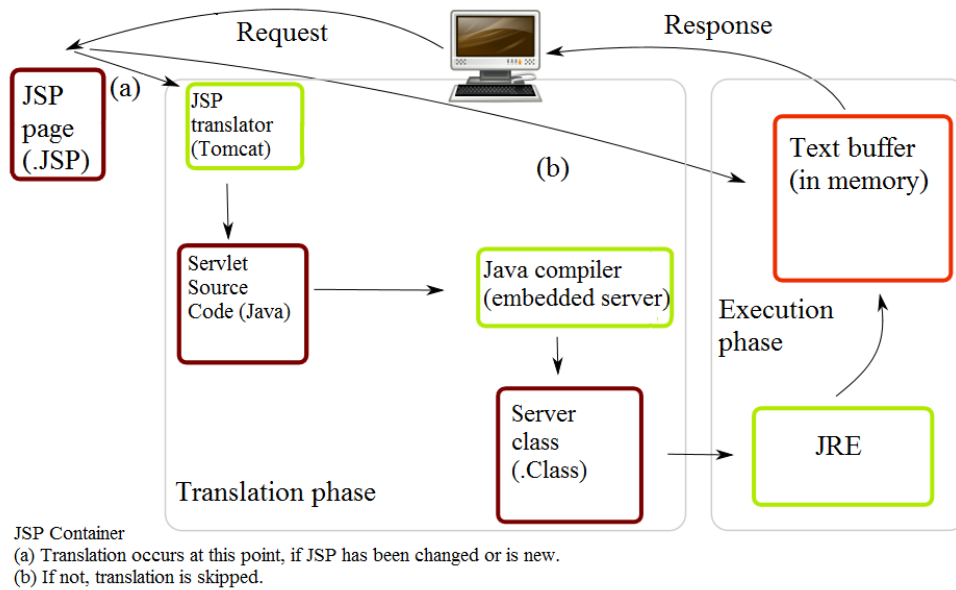 Request
Response
JSP
page
(.JSP)
(a)
JSP
translator
(Tomcat)
(b)
Text buffer
(in memory)
Servlet
Source
Code (Java)
Java compiler
(embedded server)
Execution
phase
Server
class
(.Class)
JRE
Translation phase
JSP Container
(a) Translation occurs at this point, if JSP has been changed or is new.
(b) If not, translation is skipped.